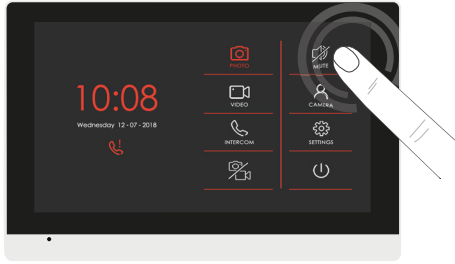 10:08
Wednesday 12 - 07 - 2018
PHOTO
MUTE
VIDEO
CAMERA
INTERCOM
SETTINGS